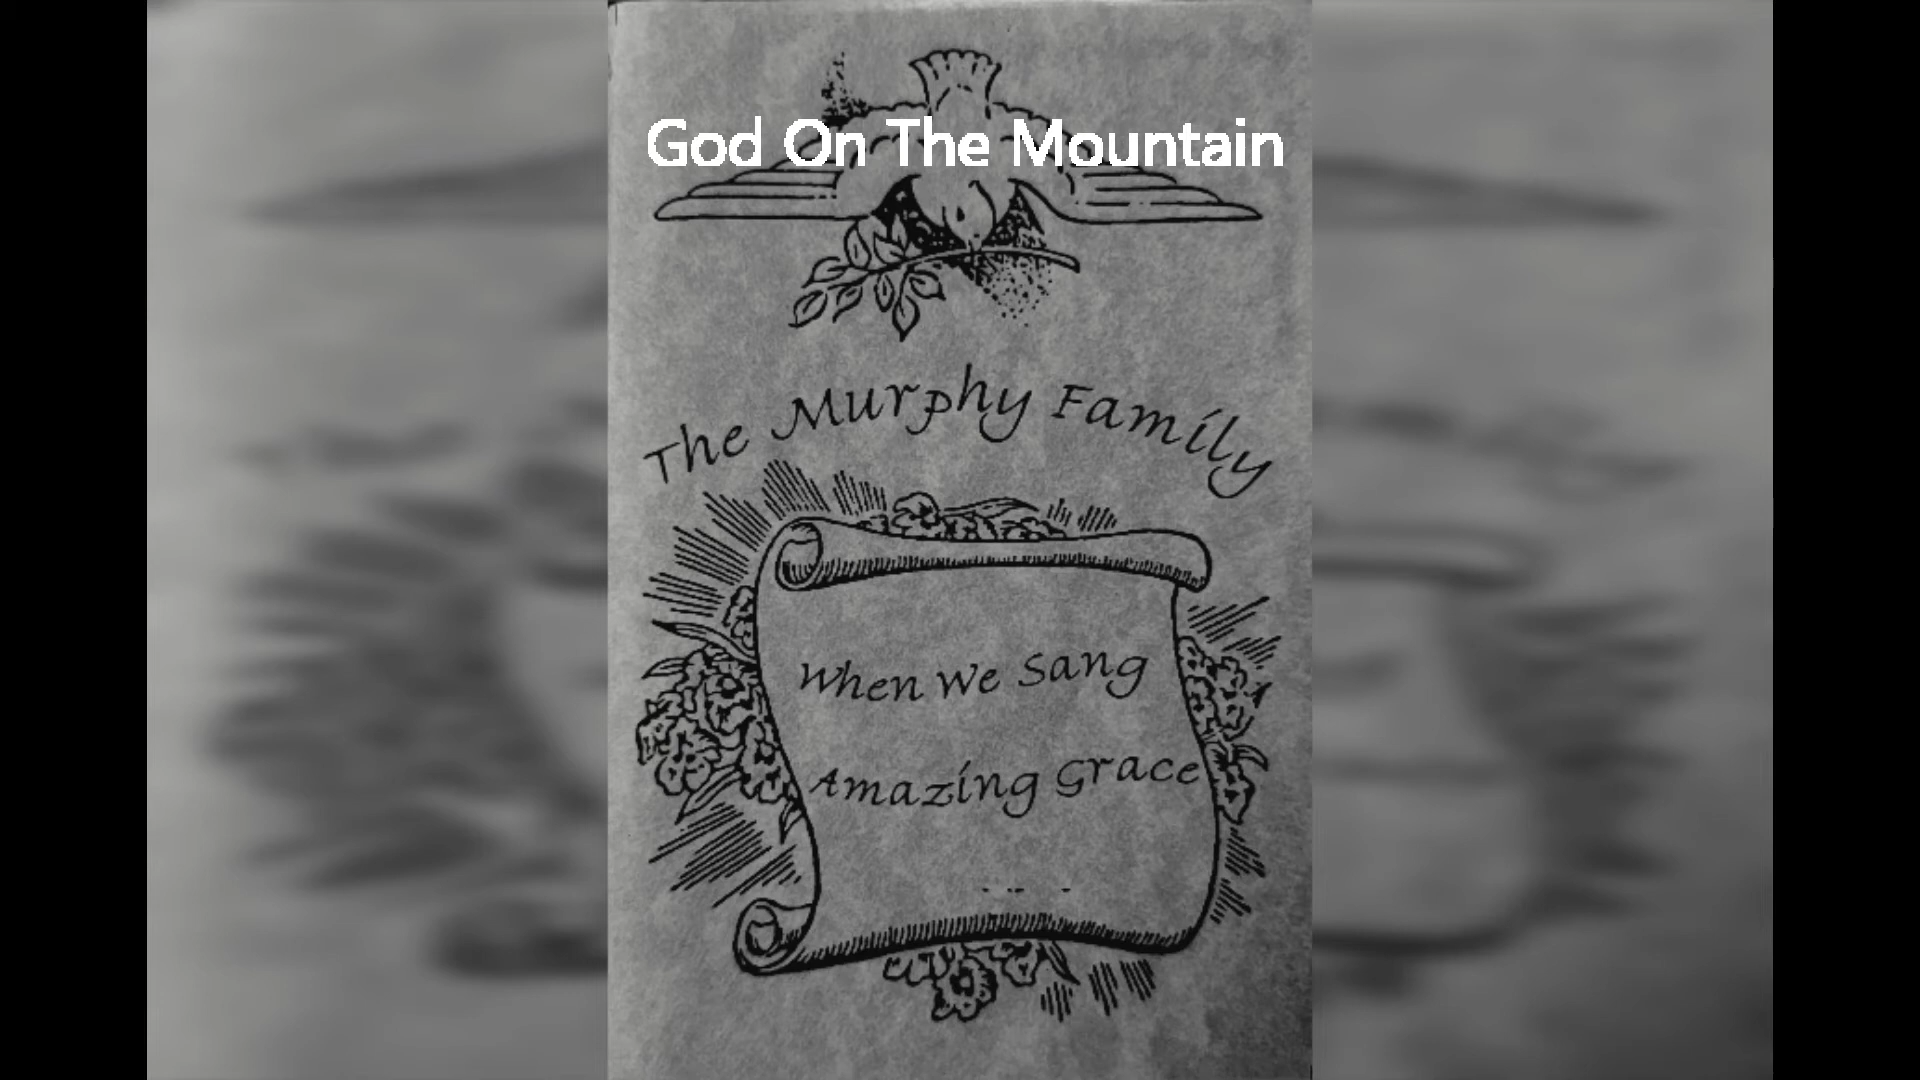 God On The Mountain
The Murphy Family
When We Sang
Amazing Grace